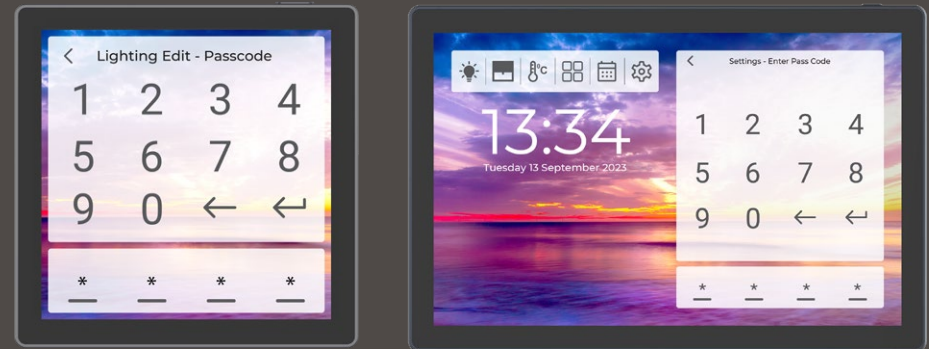 Lighting Edit - Passcode
1 2 3 4
5 6 7 8
9 0 ← ↵
* * * *
°C
13:34
Tuesday 13 September 2023
Settings - Enter Pass Code
1 2 3 4
5 6 7 8
9 0 ← ↵
* * * *